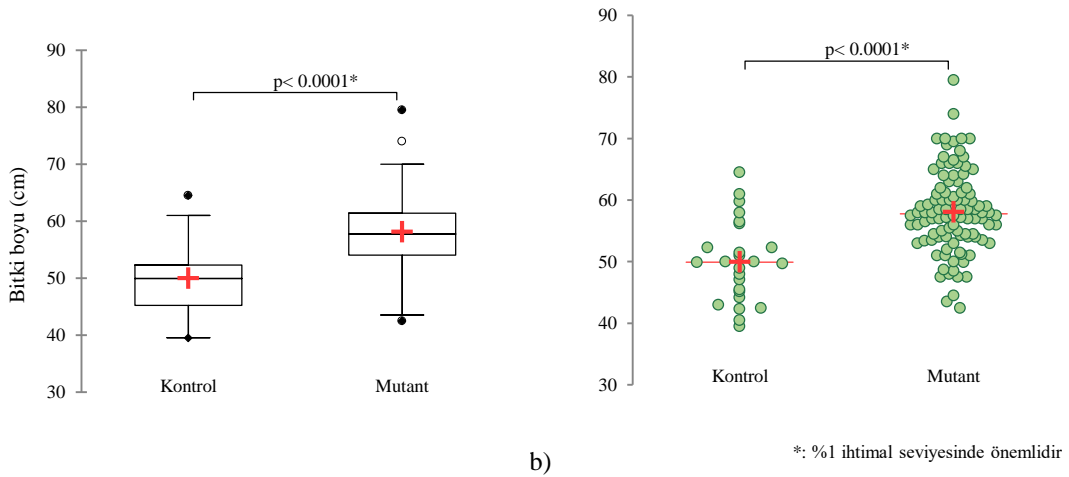 Bitki boyu (cm)
90
80
70
60
50
40
30
p< 0.0001*
Kontrol
Mutant
90
80
70
60
50
40
30
p< 0.0001*
Kontrol
Mutant
b)
*: %1 ihtimal seviyesinde önemlidir